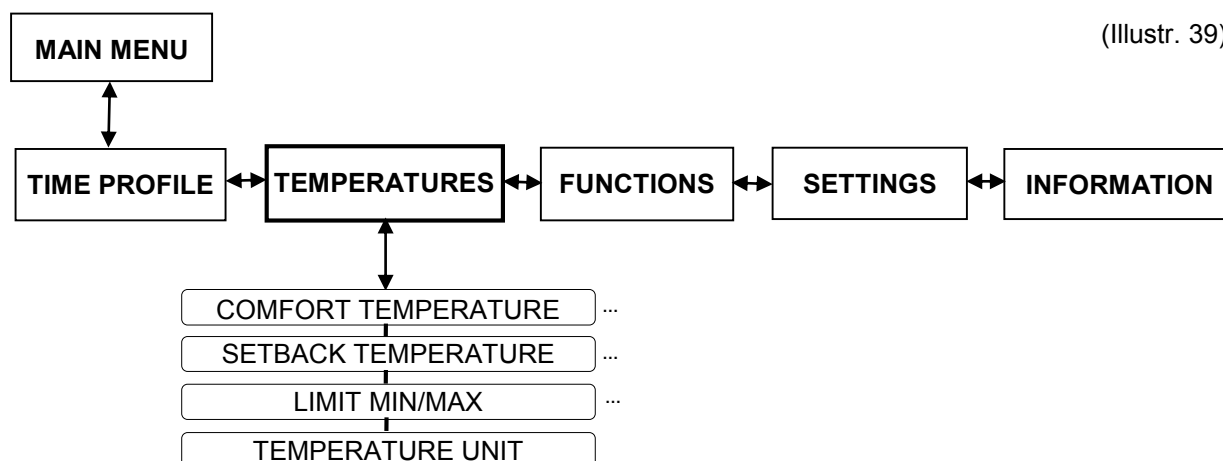 (Illustr. 39)
MAIN MENU
TIME PROFILE TEMPERATURES FUNCTIONS SETTINGS INFORMATION
COMFORT TEMPERATURE ...
SETBACK TEMPERATURE ...
LIMIT MIN/MAX ...
TEMPERATURE UNIT